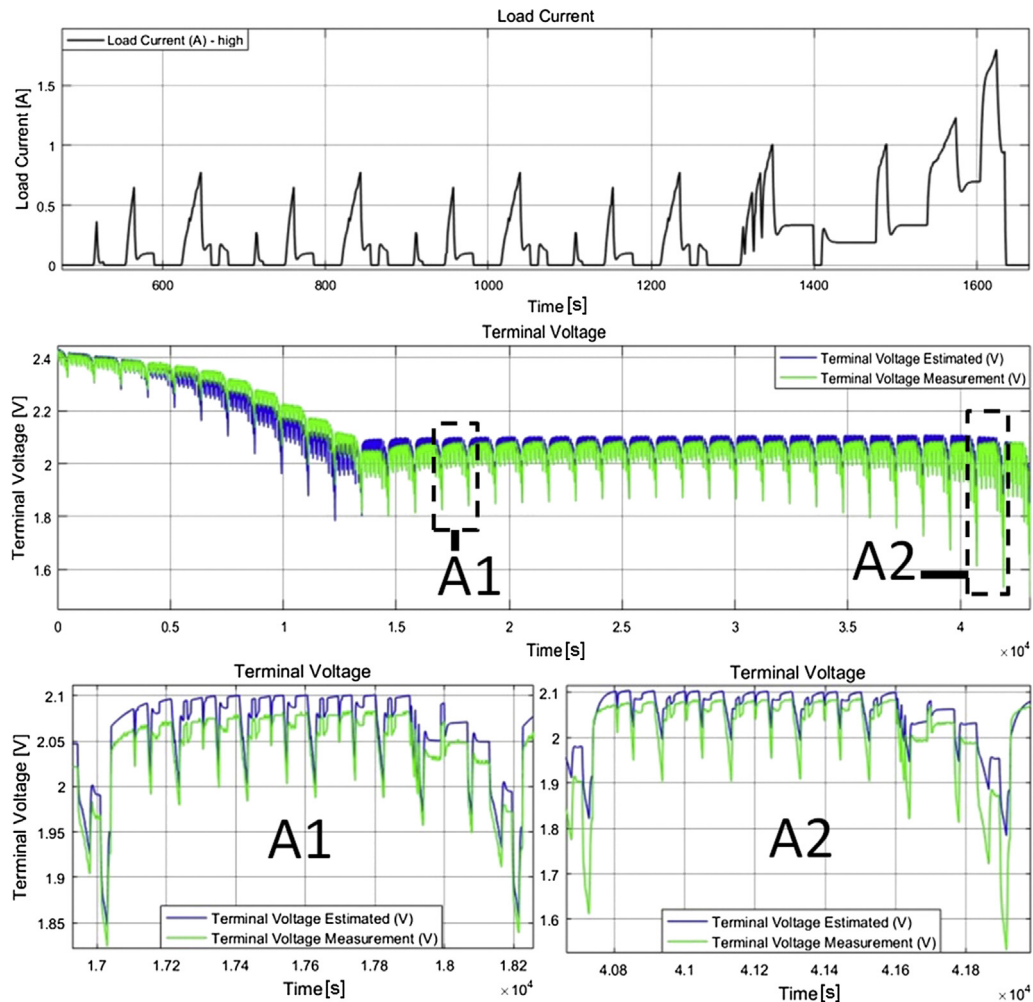 Load Current
Load Current (A) - high
Load Current [A]
1.5
1
0.5
0
600
800
1000
1200
1400
1600
Time [s]
Terminal Voltage
Terminal Voltage Estimated (V)
Terminal Voltage Measurement (V)
Terminal Voltage [V]
2.4
2.2
2
1.8
1.6
A1
A2
0
0.5
1
1.5
2
2.5
3
3.5
4
Time [s]
×10⁴
Terminal Voltage
Terminal Voltage [V]
2.1
2.05
2
1.95
1.9
1.85
A1
Terminal Voltage Estimated (V)
Terminal Voltage Measurement (V)
1.7
1.72
1.74
1.76
1.78
1.8
1.82
Time [s]
×10⁴
Terminal Voltage
2.1
2
1.9
1.8
1.7
1.6
A2
Terminal Voltage Estimated (V)
Terminal Voltage Measurement (V)
4.08
4.1
4.12
4.14
4.16
4.18
Time [s]
×10⁴